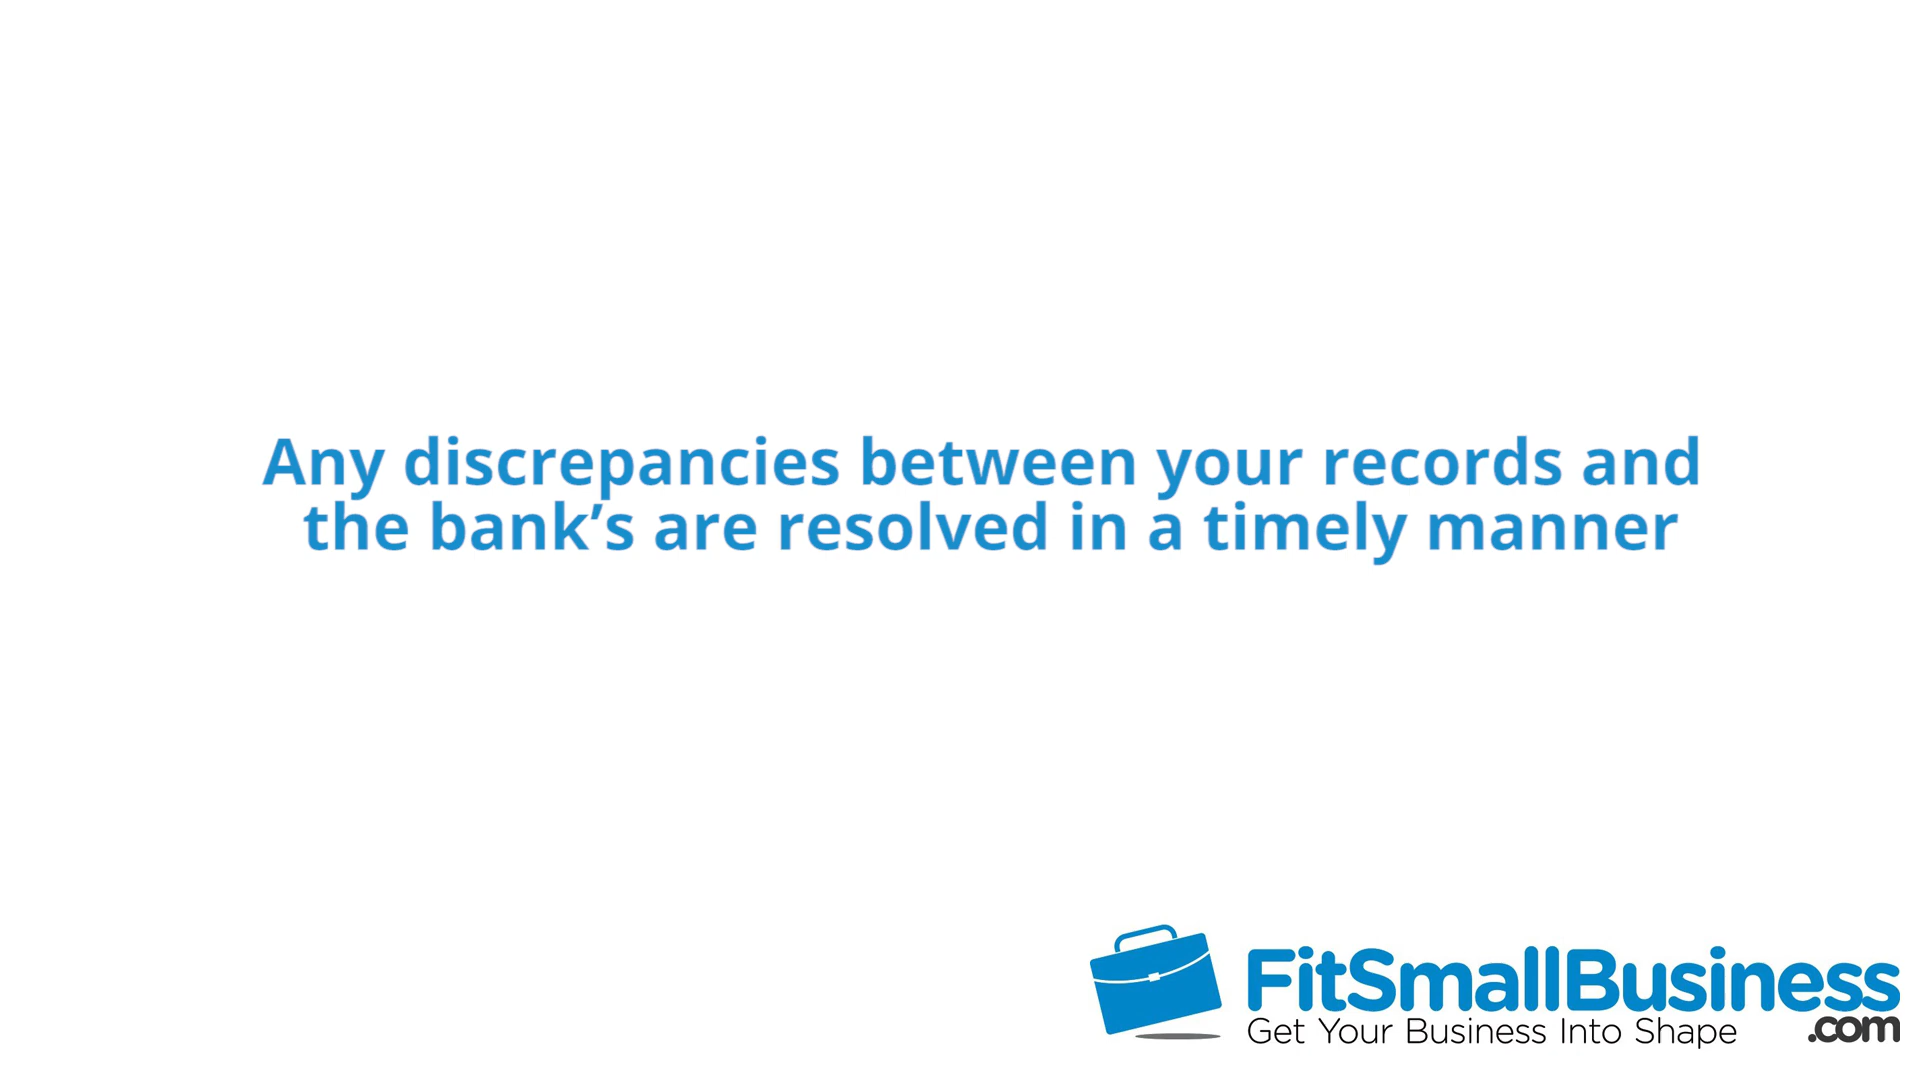 Any discrepancies between your records and
the bank’s are resolved in a timely manner
FitSmallBusiness
Get Your Business Into Shape
.com